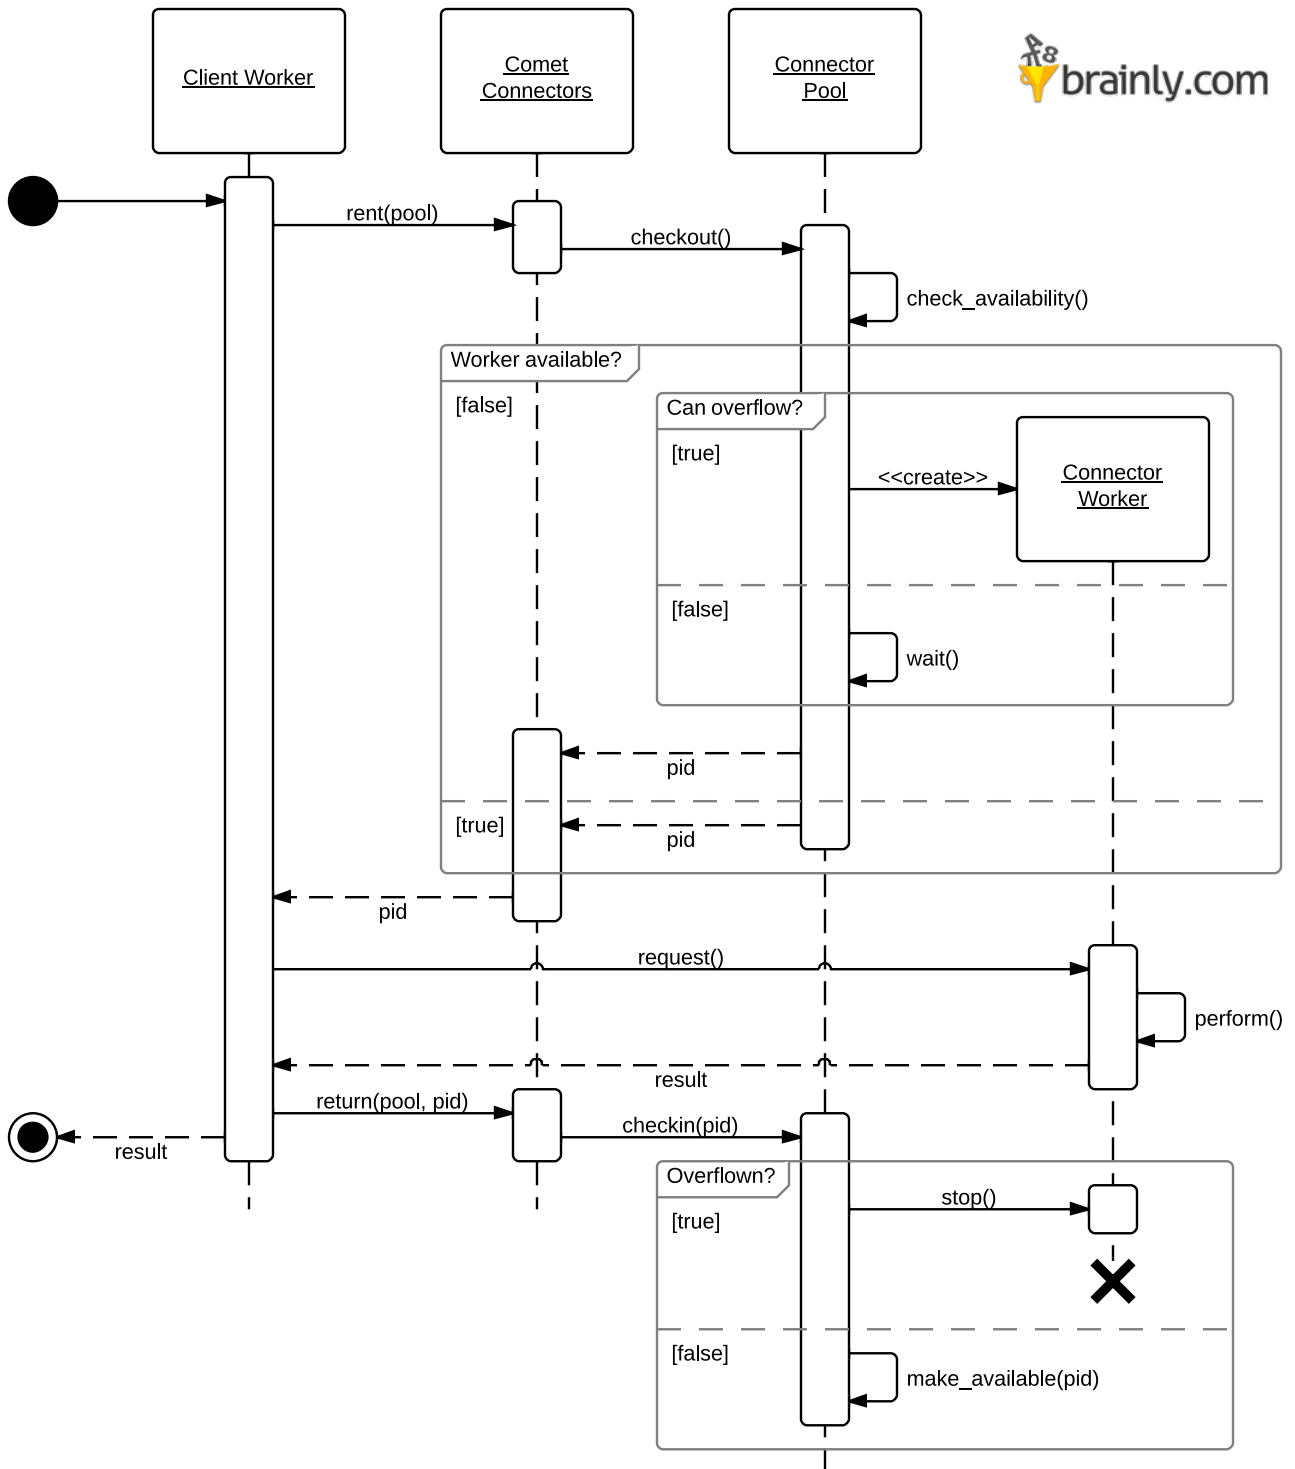 Client Worker
Comet
Connectors
Connector
Pool
brainly.com
rent(pool)
checkout()
check_availability()
Worker available?
[false]
Can overflow?
[true]
<<create>>
Connector
Worker
[false]
wait()
pid
[true]
pid
pid
request()
perform()
result
return(pool, pid)
checkin(pid)
result
Overflown?
stop()
[true]
[false]
make_available(pid)